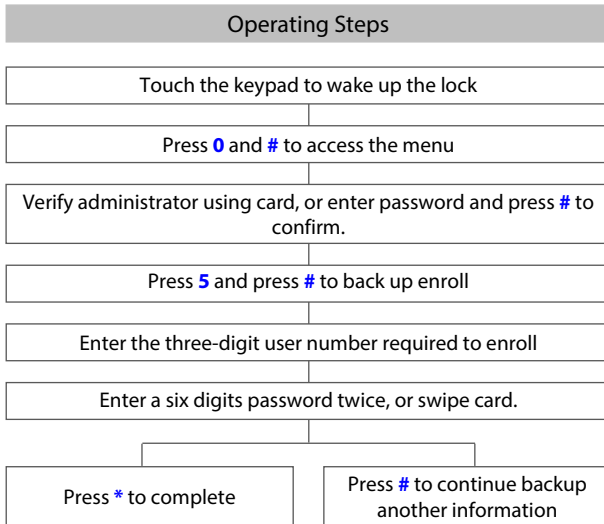 Operating Steps
Touch the keypad to wake up the lock
Press 0 and # to access the menu
Verify administrator using card, or enter password and press # to
confirm.
Press 5 and press # to back up enroll
Enter the three-digit user number required to enroll
Enter a six digits password twice, or swipe card.
Press * to complete
Press # to continue backup
another information